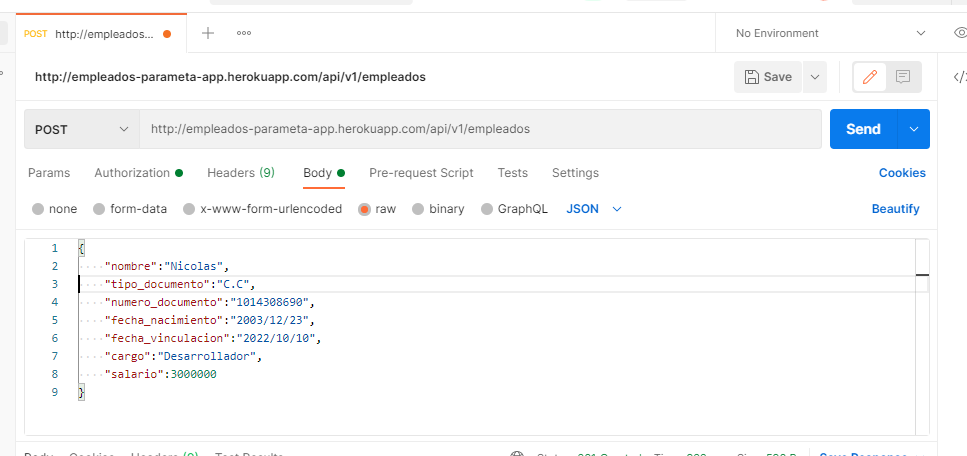 POST http://empleados... + ooo No Environment
http://empleados-parameta-app.herokuapp.com/api/v1/empleados Save
POST http://empleados-parameta-app.herokuapp.com/api/v1/empleados Send
Params Authorization Headers (9) Body Pre-request Script Tests Settings Cookies
none form-data x-www-form-urlencoded raw binary GraphQL JSON Beautify
1 {
2 "nombre":"Nicolas",
3 "tipo_documento":"C.C",
4 "numero_documento":"1014308690",
5 "fecha_nacimiento":"2003/12/23",
6 "fecha_vinculacion":"2022/10/10",
7 "cargo":"Desarrollador",
8 "salario":3000000
9 }